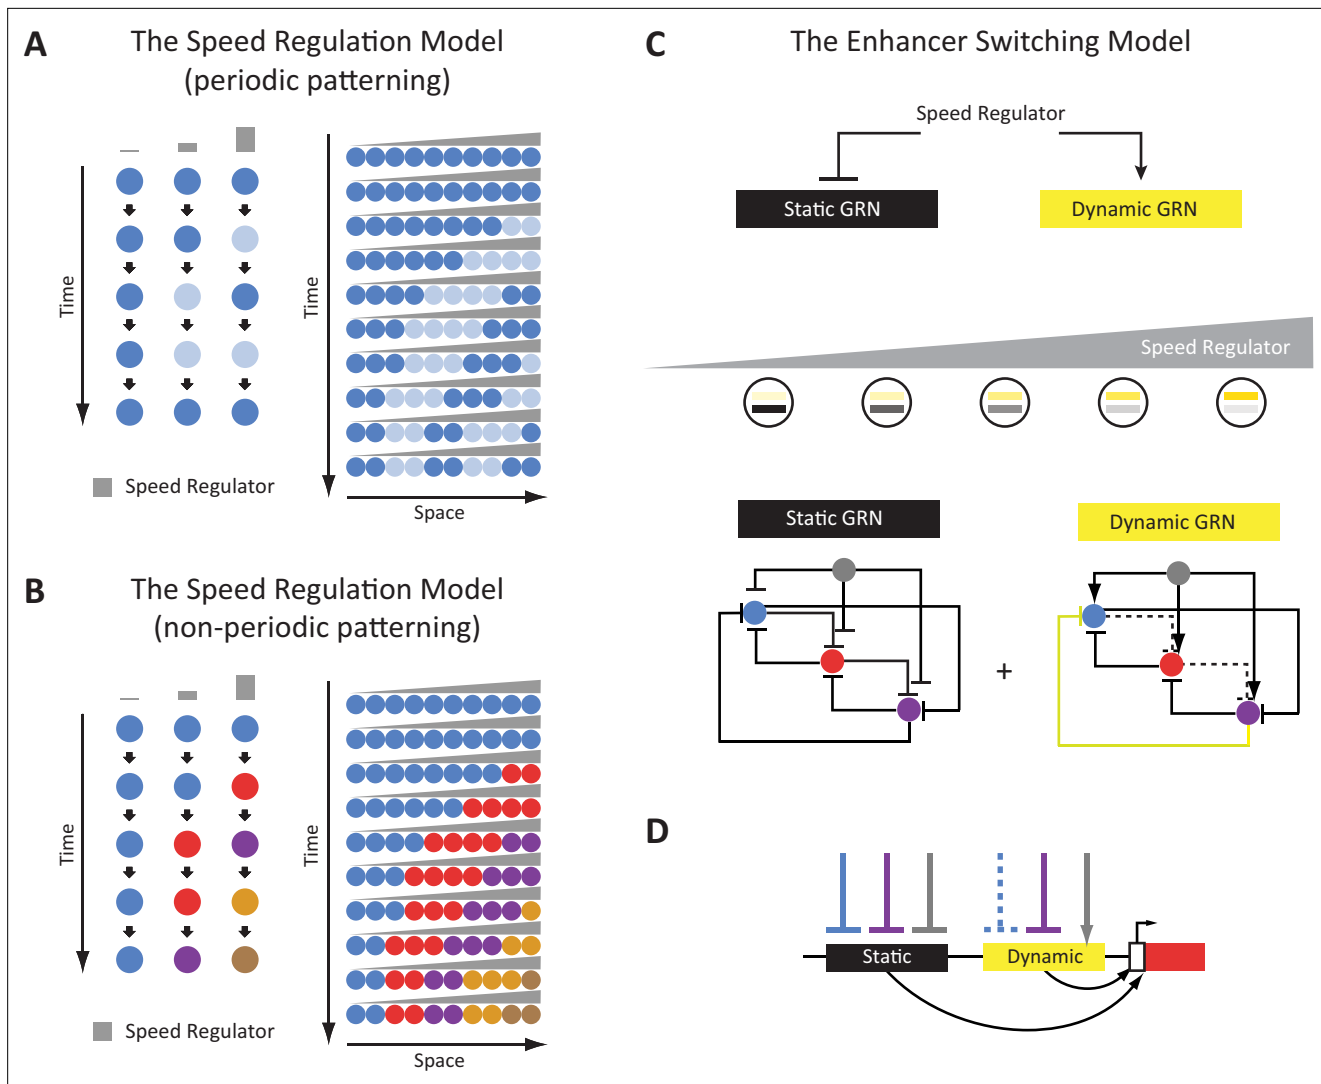 A
The Speed Regulation Model
(periodic patterning)
Time
Speed Regulator
Time
Space
B
The Speed Regulation Model
(non-periodic patterning)
Time
Speed Regulator
Time
Space
C
The Enhancer Switching Model
Speed Regulator
Static GRN
Dynamic GRN
Speed Regulator
Static GRN
Dynamic GRN
+
D
Static
Dynamic